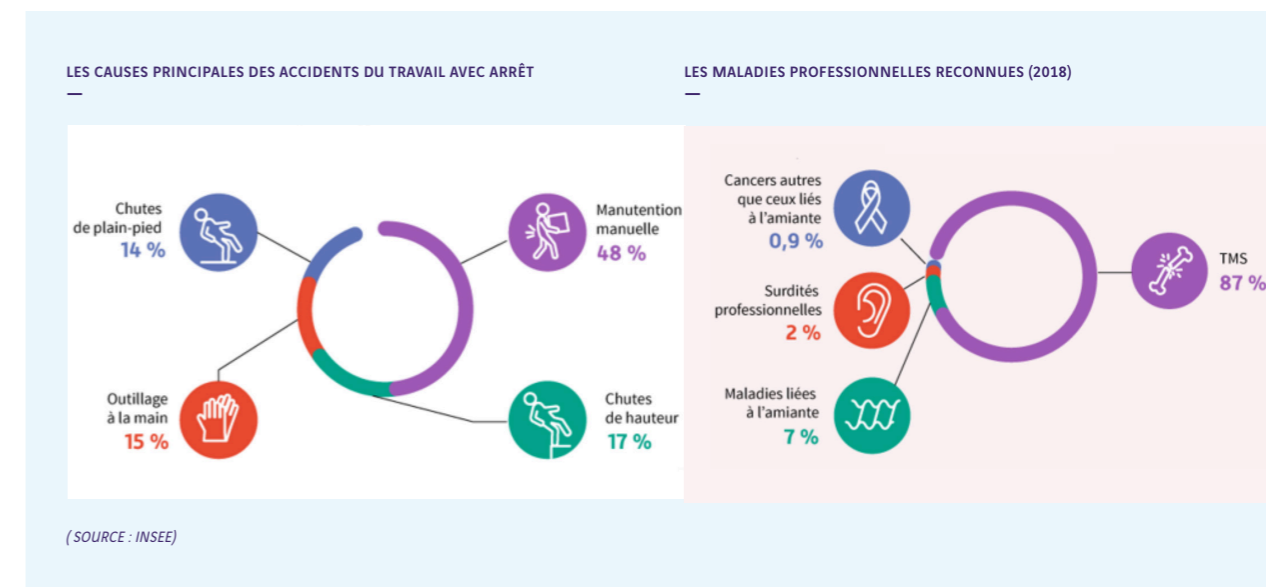 LES CAUSES PRINCIPALES DES ACCIDENTS DU TRAVAIL AVEC ARRÊT
Chutes
de plain-pied
14 %
Manutention
manuelle
48 %
Outillage
à la main
15 %
Chutes
de hauteur
17 %
LES MALADIES PROFESSIONNELLES RECONNUES (2018)
Cancers autres
que ceux liés
à l'amiante
0,9 %
Surdités
professionnelles
2 %
Maladies liées
à l'amiante
7 %
TMS
87 %
( SOURCE : INSEE)